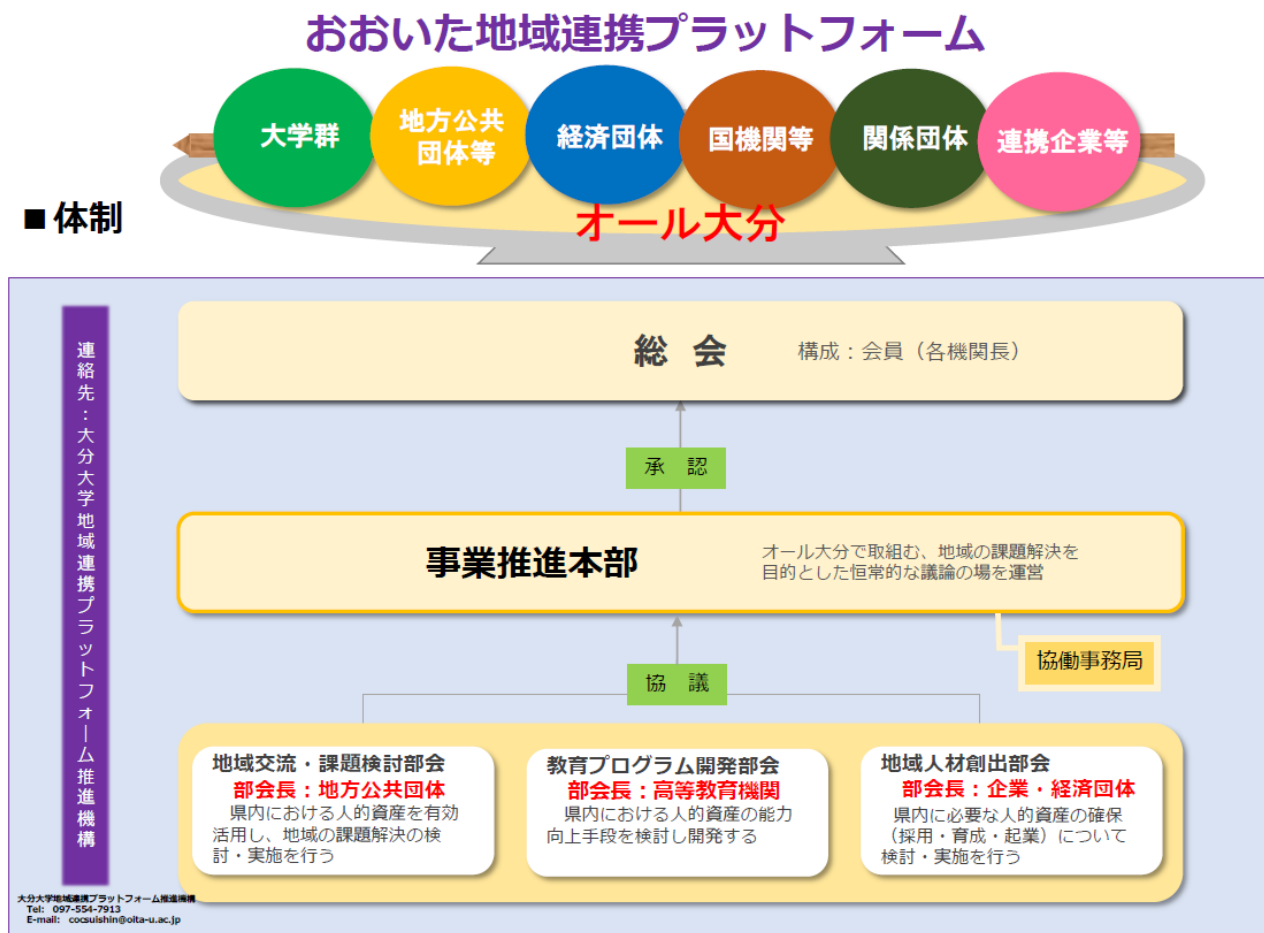 おおいた地域連携プラットフォーム
大学群
地方公共
団体等
経済団体
国機関等
関係団体
連携企業等
オール大分
■体制
連絡先：大分大学地域連携プラットフォーム推進機構
総 会
構成：会員（各機関長）
承 認
事業推進本部
オール大分で取組む、地域の課題解決を
目的とした恒常的な議論の場を運営
協働事務局
協 議
地域交流・課題検討部会
部会長：地方公共団体
県内における人的資産を有効
活用し、地域の課題解決の検
討・実施を行う
教育プログラム開発部会
部会長：高等教育機関
県内における人的資産の能力
向上手段を検討し開発する
地域人材創出部会
部会長：企業・経済団体
県内に必要な人的資産の確保
（採用・育成・起業）について
検討・実施を行う
大分大学地域連携プラットフォーム推進機構
Tel: 097-554-7913
E-mail: cocsuishin@oita-u.ac.jp